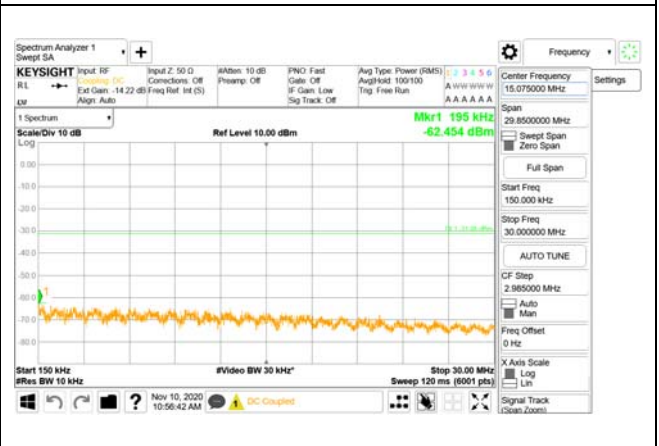 Spectrum Analyzer 1
Swept SA
Frequency
KEYSIGHT
RL
Input: RF
Coupling: DC
Ext Gain: -14.22 dB
Align: Auto
Input Z: 50 Ω
Corrections: Off
Freq Ref: Int (S)
#Atten: 10 dB
Preamp: Off
PNO: Fast
Gate: Off
IF Gain: Low
Sig Track: Off
Avg Type: Power (RMS)
Avg|Hold: 100/100
Trig: Free Run
1 2 3 4 5 6
A W W W W W
A A A A A A
Center Frequency
15.075000 MHz
Settings
1 Spectrum
Mkr1 195 kHz
Scale/Div 10 dB
Ref Level 10.00 dBm
-62.454 dBm
Log
0.00
-10.0
-20.0
-30.0
-40.0
-50.0
-60.0
-70.0
-80.0
1
Start 150 kHz
#Video BW 30 kHz*
Stop 30.00 MHz
#Res BW 10 kHz
Sweep 120 ms (6001 pts)
Span
29.8500000 MHz
Swept Span
Zero Span
Full Span
Start Freq
150.000 kHz
Stop Freq
30.000000 MHz
AUTO TUNE
CF Step
2.985000 MHz
Auto
Man
Freq Offset
0 Hz
X Axis Scale
Log
Lin
Signal Track
(Span Zoom)
Nov 10, 2020
10:56:42 AM
DC Coupled